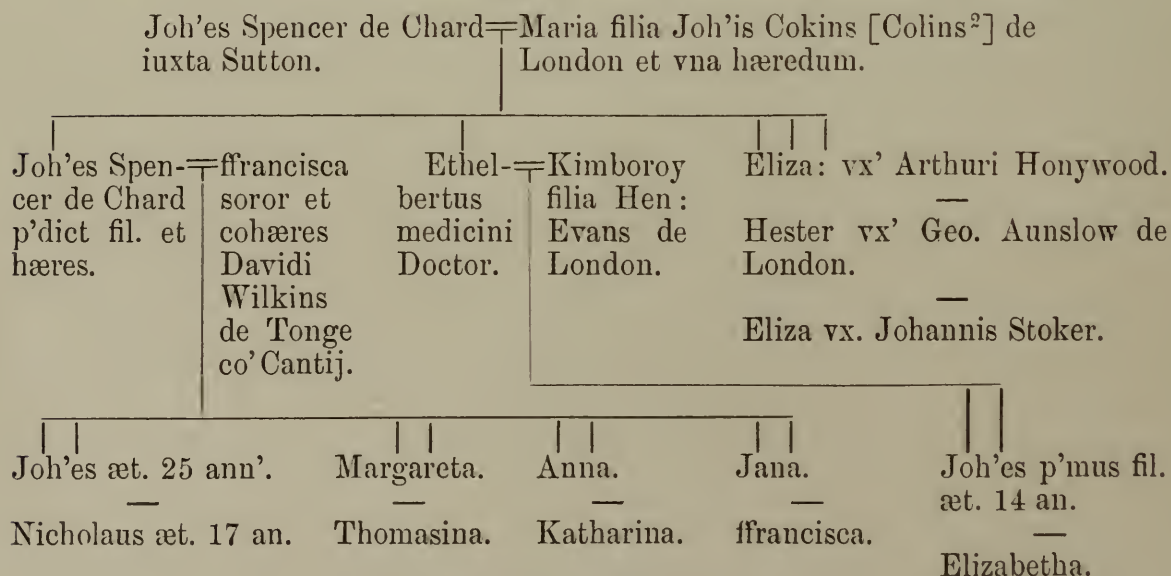 Joh'es Spencer de Chard
iuxta Sutton.
Maria filia Joh'is Cokins [Colins²] de
London et vna hæredum.
Joh'es Spen-
cer de Chard
p'dict fil. et
hæres.
ffrancisca
soror et
cohæres
Davidi
Wilkins
de Tonge
co' Cantij.
Ethel-
bertus
medicini
Doctor.
Kimboroy
filia Hen:
Evans de
London.
Eliza: vx' Arthuri Honywood.
Hester vx' Geo. Aunslow de
London.
Eliza vx. Johannis Stoker.
Joh'es æt. 25 ann'.
Nicholaus æt. 17 an.
Margareta.
Thomasina.
Anna.
Katharina.
Jana.
ffrancisca.
Joh'es p'mus fil.
æt. 14 an.
Elizabetha.